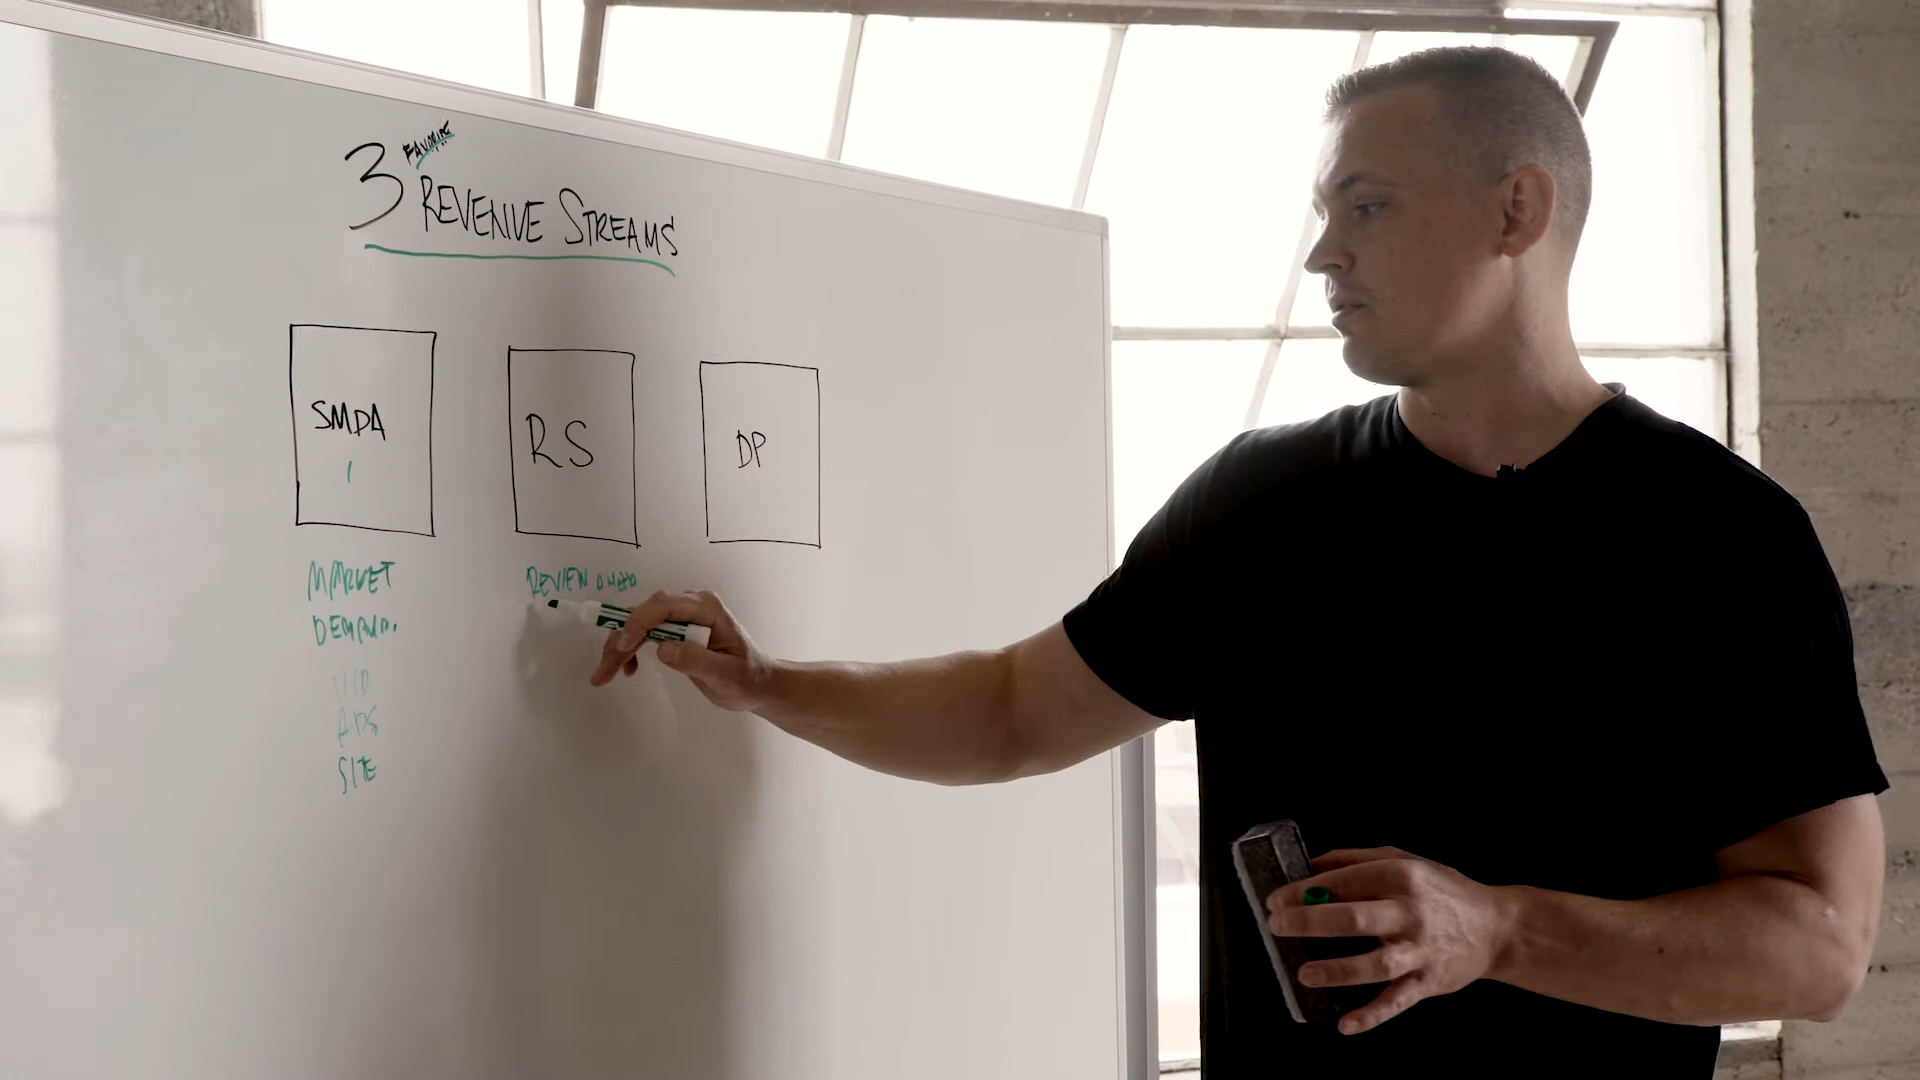 3 FAVORITE
REVENUE STREAMS
SMDA
RS
DP
MARKET
DEMAND.
VID
ADS
SITE
REVIEW